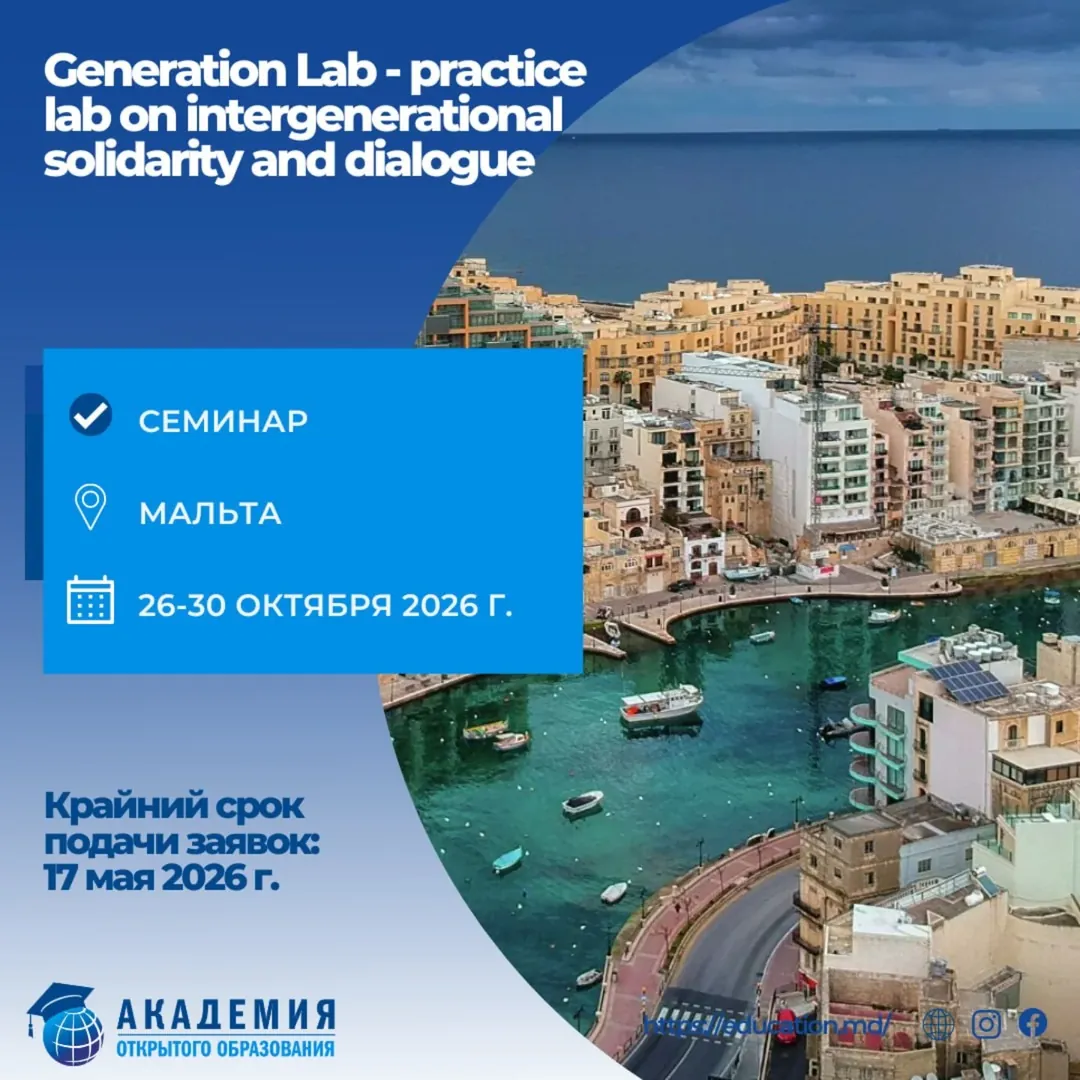 Generation Lab - practice
lab on intergenerational
solidarity and dialogue
СЕМИНАР
МАЛЬТА
26-30 ОКТЯБРЯ 2026 Г.
Крайний срок
подачи заявок:
17 мая 2026 г.
АКАДЕМИЯ
ОТКРЫТОГО ОБРАЗОВАНИЯ
https://education.md/